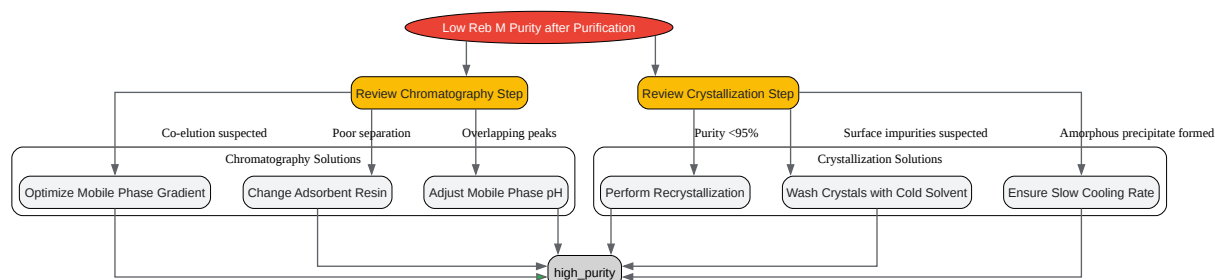 Low Reb M Purity after Purification
Review Chromatography Step
Review Crystallization Step
Co-elution suspected
Poor separation
Overlapping peaks
Purity <95%
Surface impurities suspected
Amorphous precipitate formed
Chromatography Solutions
Crystallization Solutions
Optimize Mobile Phase Gradient
Change Adsorbent Resin
Adjust Mobile Phase pH
Perform Recrystallization
Wash Crystals with Cold Solvent
Ensure Slow Cooling Rate
high_purity